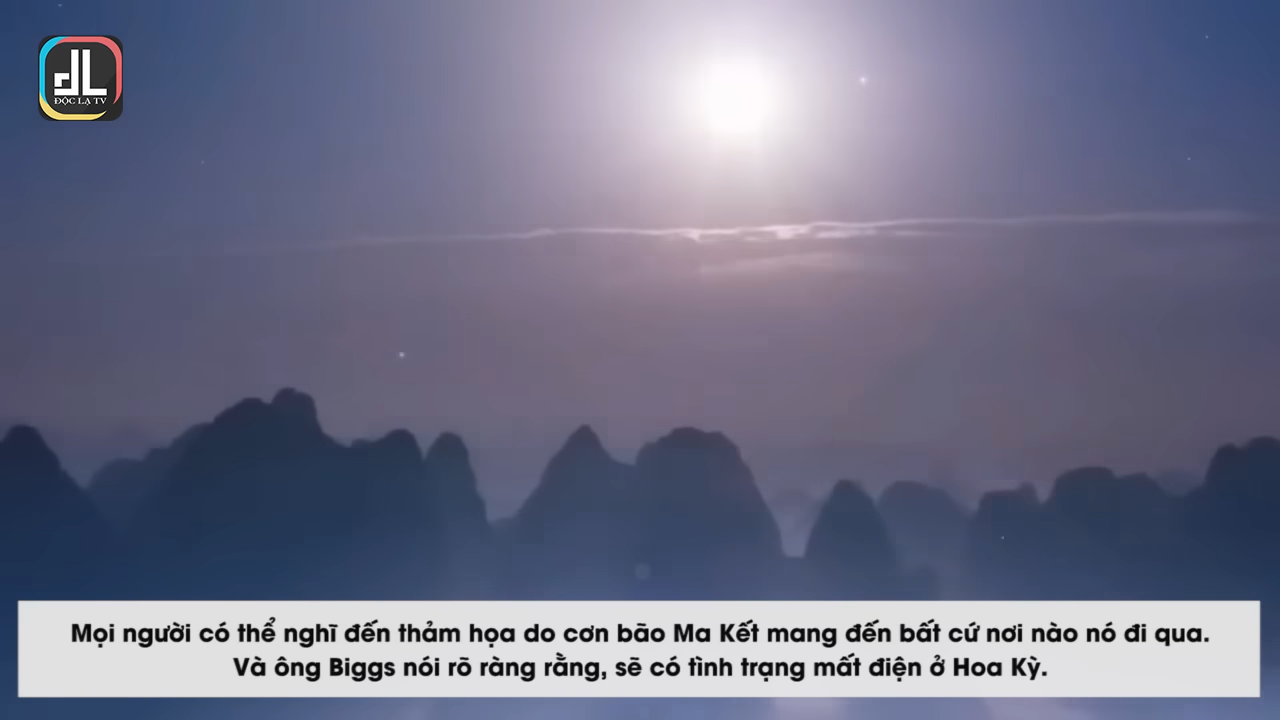 ĐỘC LẠ TV
Mọi người có thể nghĩ đến thảm họa do cơn bão Ma Kết mang đến bất cứ nơi nào nó đi qua.
Và ông Biggs nói rõ ràng rằng, sẽ có tình trạng mất điện ở Hoa Kỳ.